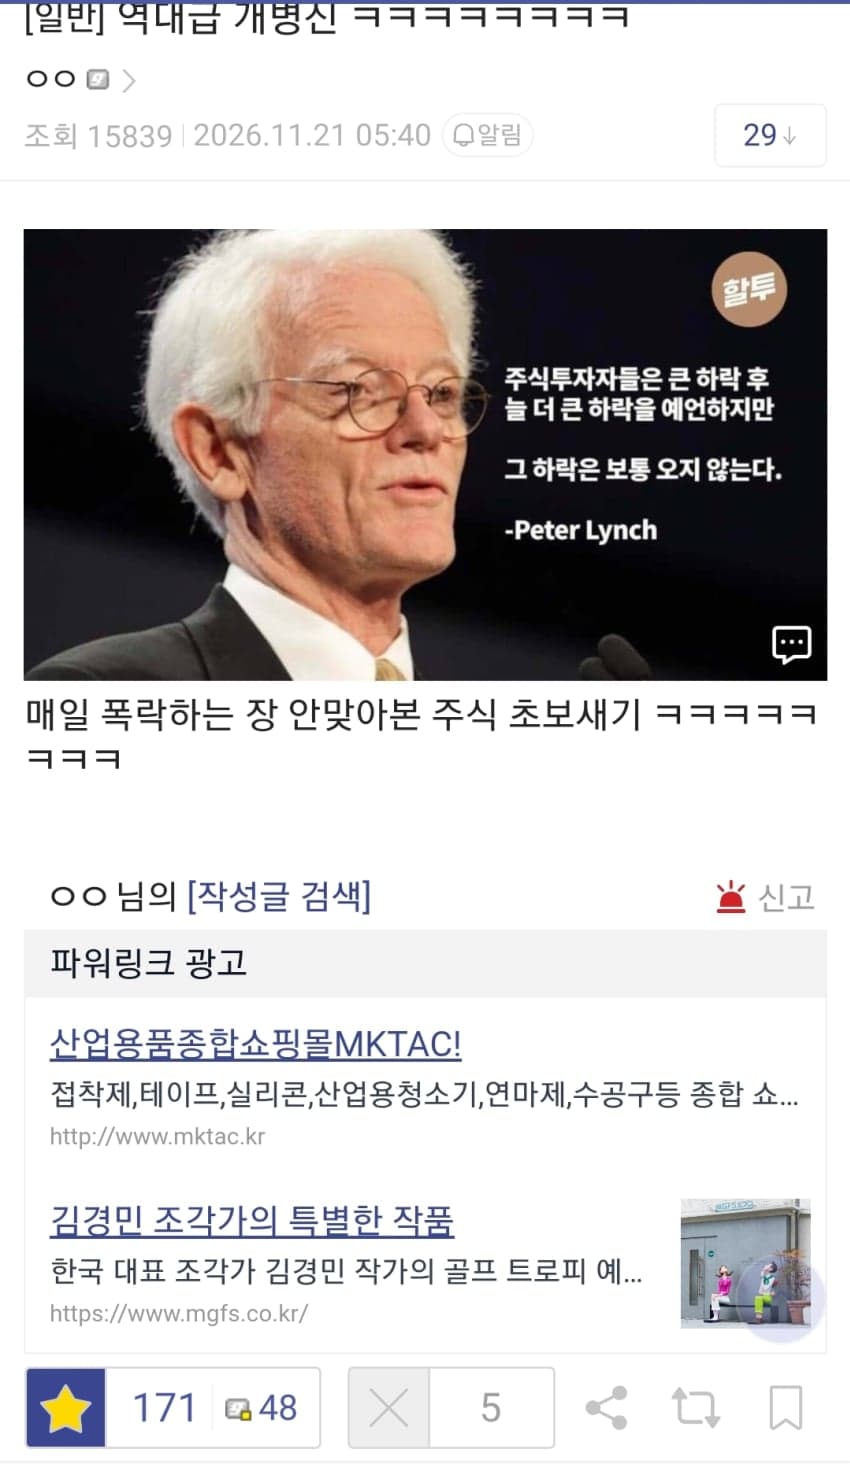 [일반] 역대급 개병신 ㅋㅋㅋㅋㅋㅋㅋㅋ
ㅇㅇ
조회 15839 2026.11.21 05:40 알림
29↓
할투
주식투자자들은 큰 하락 후
늘 더 큰 하락을 예언하지만
그 하락은 보통 오지 않는다.
-Peter Lynch
매일 폭락하는 장 안맞아본 주식 초보새기 ㅋㅋㅋㅋㅋ
ㅋㅋㅋ
ㅇㅇ 님의 [작성글 검색]
신고
파워링크 광고
산업용품종합쇼핑몰MKTAC!
접착제,테이프,실리콘,산업용청소기,연마제,수공구등 종합 쇼...
http://www.mktac.kr
김경민 조각가의 특별한 작품
한국 대표 조각가 김경민 작가의 골프 트로피 예...
https://www.mgfs.co.kr/
171 48
5